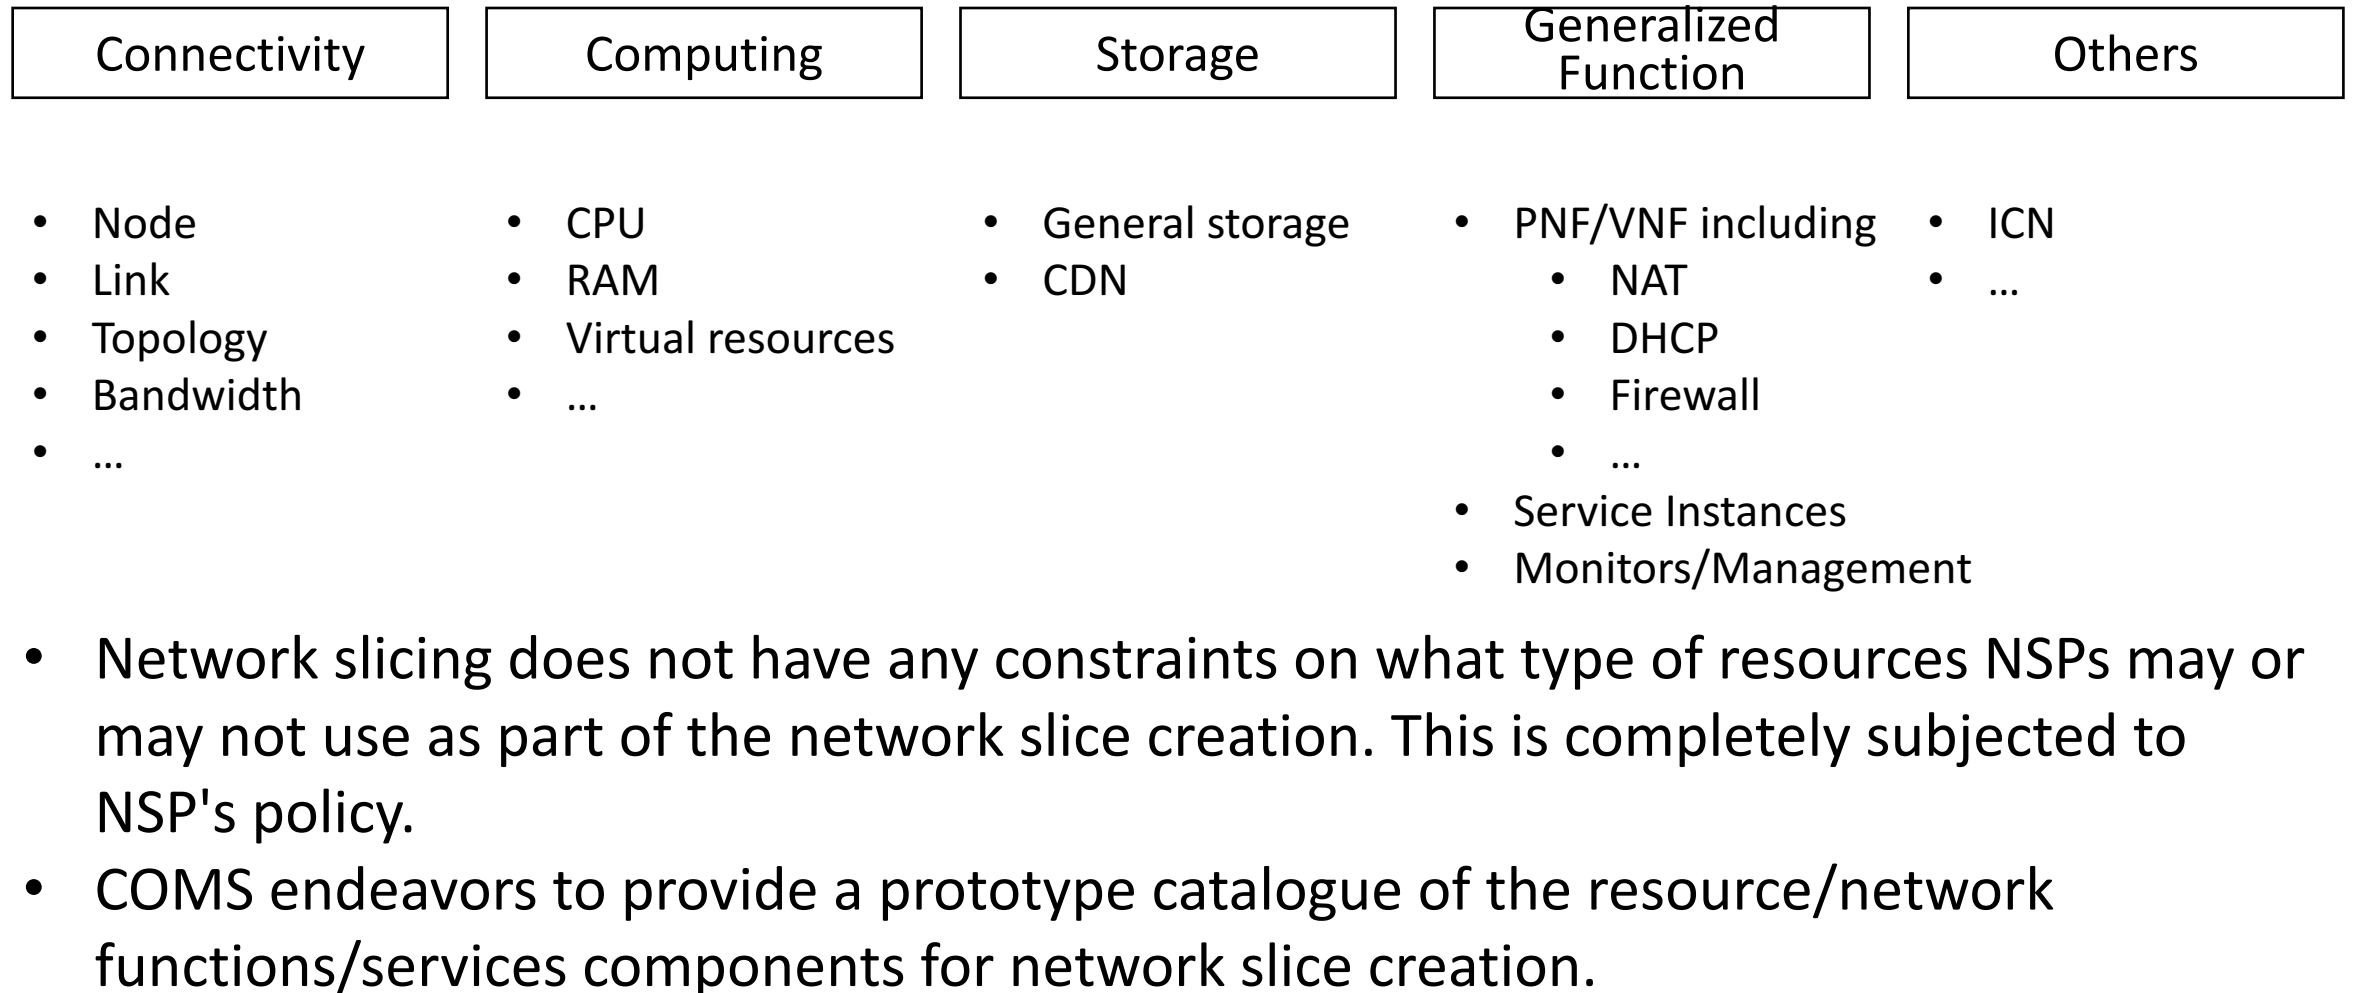 Connectivity
Computing
Storage
Generalized
Function
Others
• Node
• Link
• Topology
• Bandwidth
• ...
• CPU
• RAM
• Virtual resources
• ...
• General storage
• CDN
• PNF/VNF including
• NAT
• DHCP
• Firewall
• ...
• Service Instances
• Monitors/Management
• ICN
• ...
• Network slicing does not have any constraints on what type of resources NSPs may or
may not use as part of the network slice creation. This is completely subjected to
NSP's policy.
• COMS endeavors to provide a prototype catalogue of the resource/network
functions/services components for network slice creation.